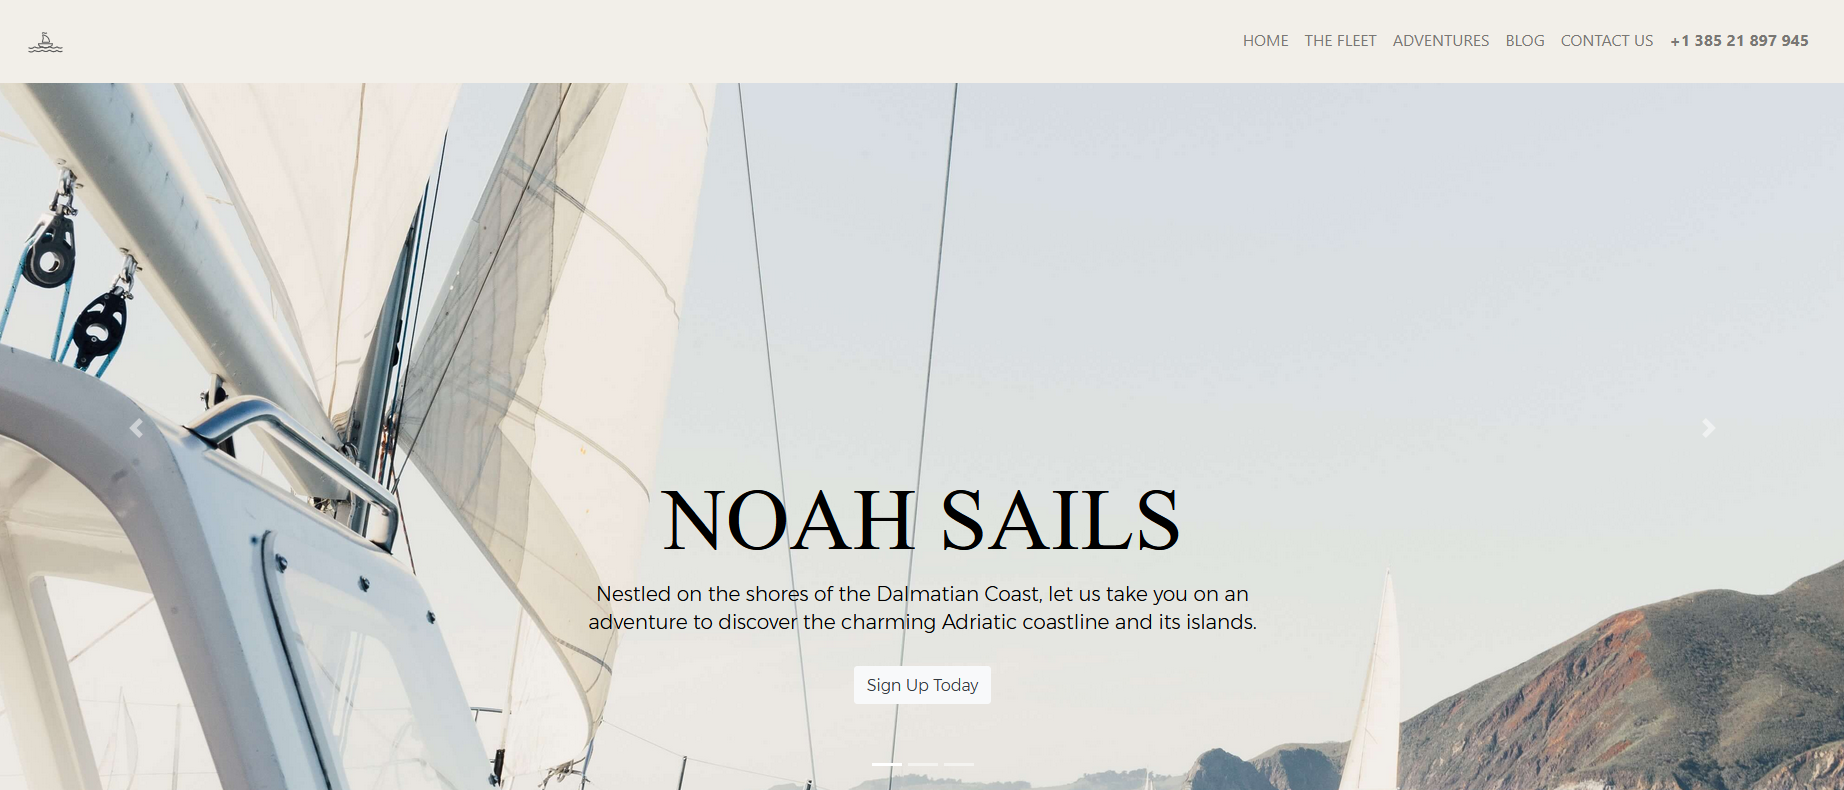 HOME THE FLEET ADVENTURES BLOG CONTACT US +1 385 21 897 945
NOAH SAILS
Nestled on the shores of the Dalmatian Coast, let us take you on an
adventure to discover the charming Adriatic coastline and its islands.
Sign Up Today